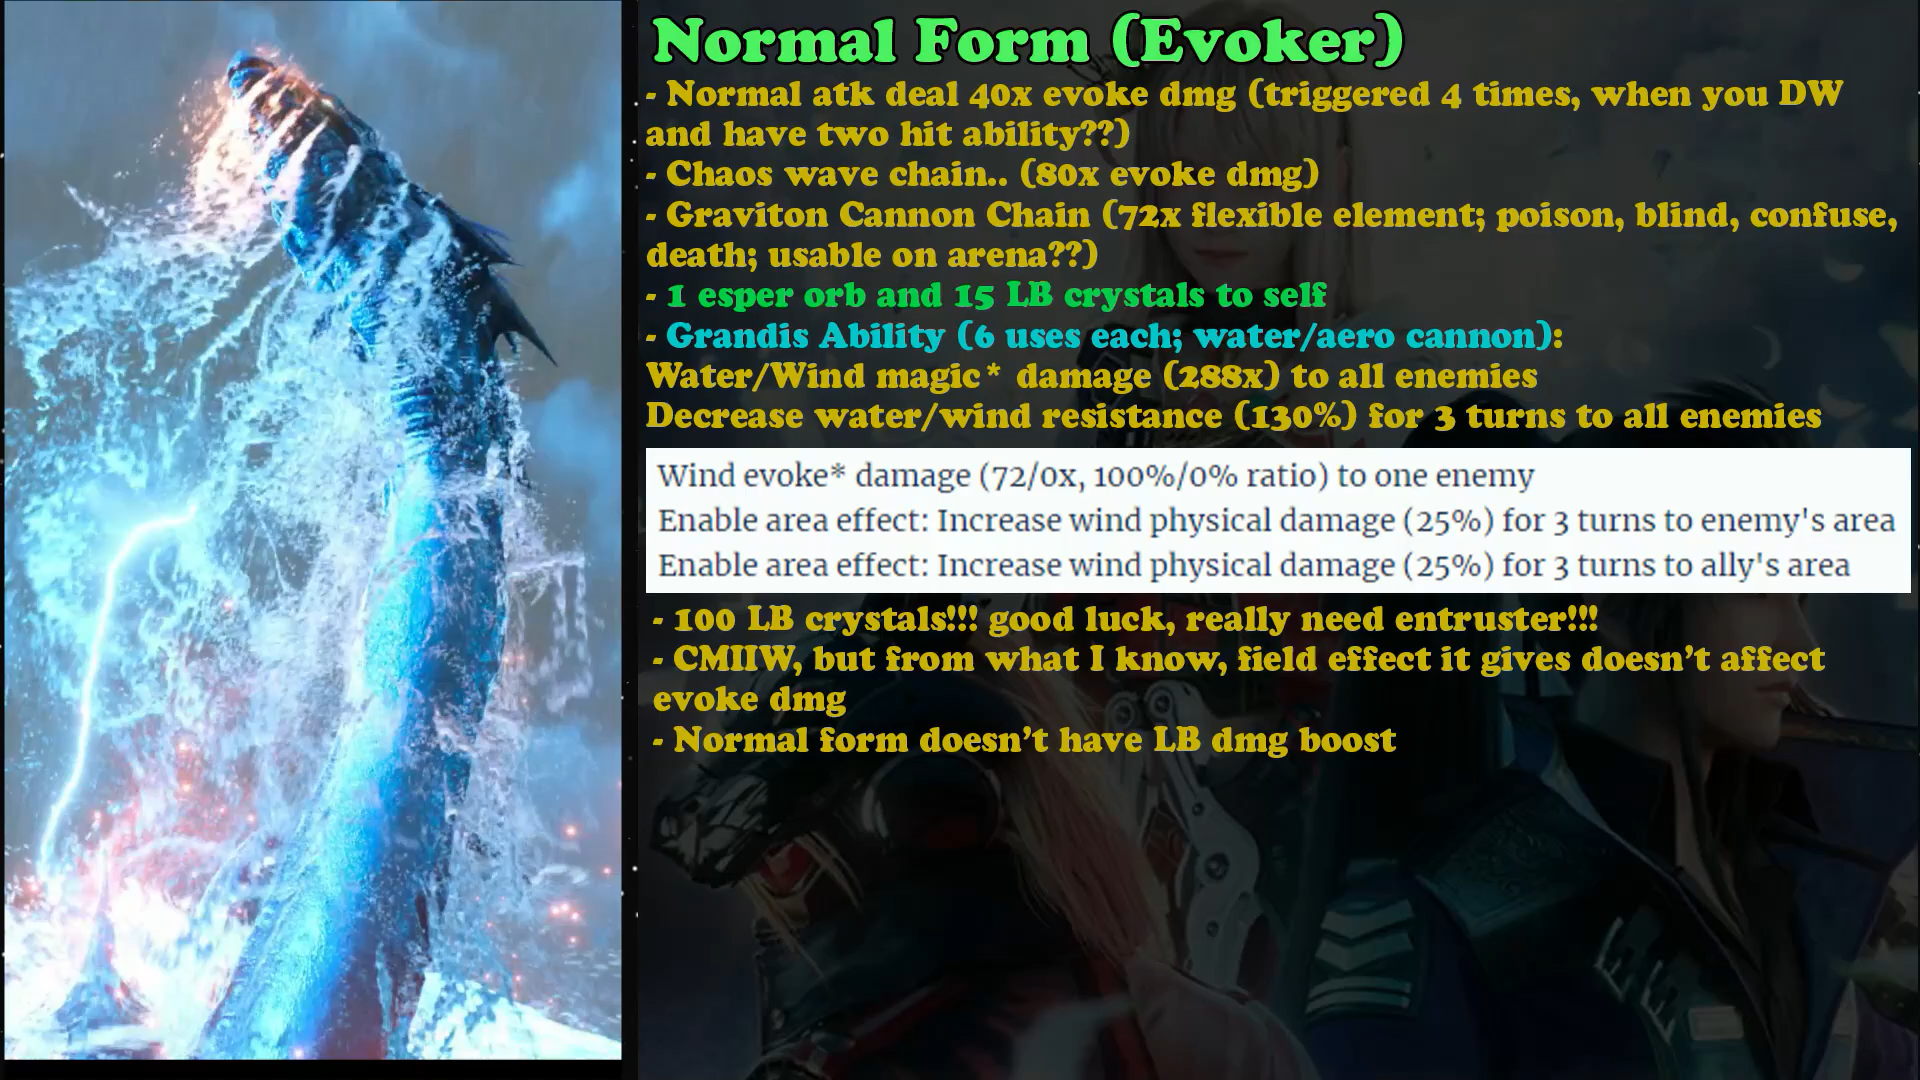 Normal Form (Evoker)
- Normal atk deal 40x evoke dmg (triggered 4 times, when you DW
and have two hit ability??)
- Chaos wave chain.. (80x evoke dmg)
- Graviton Cannon Chain (72x flexible element; poison, blind, confuse,
death; usable on arena??)
- 1 esper orb and 15 LB crystals to self
- Grandis Ability (6 uses each; water/aero cannon):
Water/Wind magic* damage (288x) to all enemies
Decrease water/wind resistance (130%) for 3 turns to all enemies
Wind evoke* damage (72/0x, 100%/0% ratio) to one enemy
Enable area effect: Increase wind physical damage (25%) for 3 turns to enemy's area
Enable area effect: Increase wind physical damage (25%) for 3 turns to ally's area
- 100 LB crystals!!! good luck, really need entruster!!!
- CMIIW, but from what I know, field effect it gives doesn’t affect
evoke dmg
- Normal form doesn’t have LB dmg boost